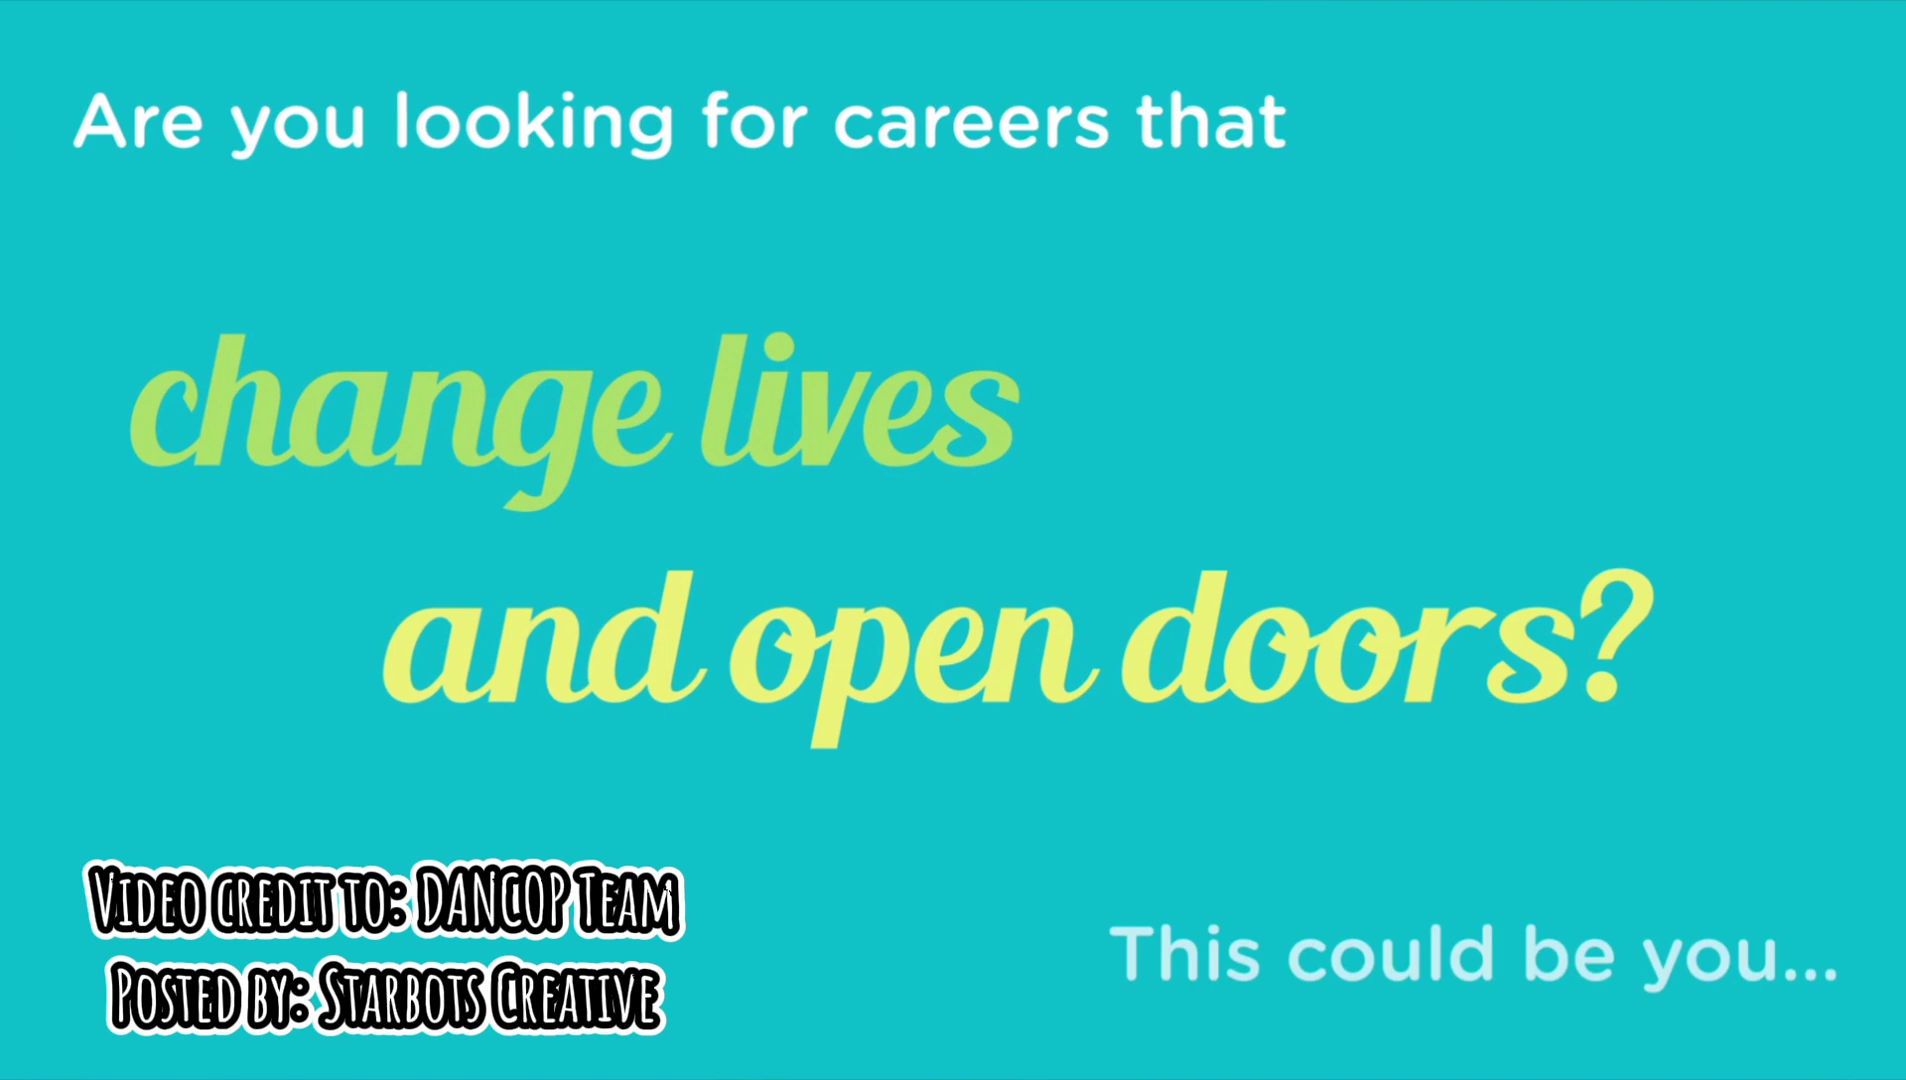 Are you looking for careers that
change lives
and open doors?
Video credit to: DANCOP Team
Posted by: Starbots Creative
This could be you...